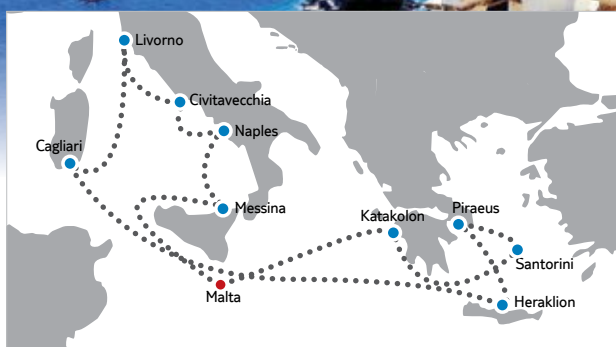 Livorno
Civitavecchia
Naples
Cagliari
Messina
Katakolon
Piraeus
Santorini
Malta
Heraklion